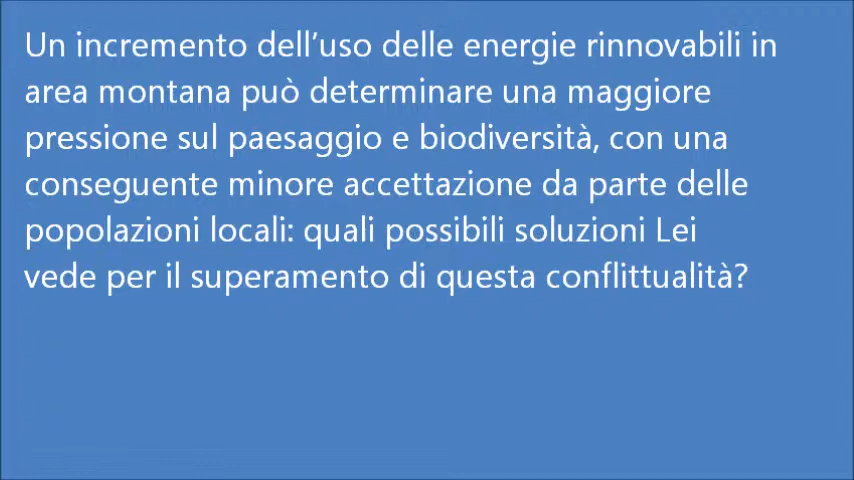 Un incremento dell’uso delle energie rinnovabili in
area montana può determinare una maggiore
pressione sul paesaggio e biodiversità, con una
conseguente minore accettazione da parte delle
popolazioni locali: quali possibili soluzioni Lei
vede per il superamento di questa conflittualità?